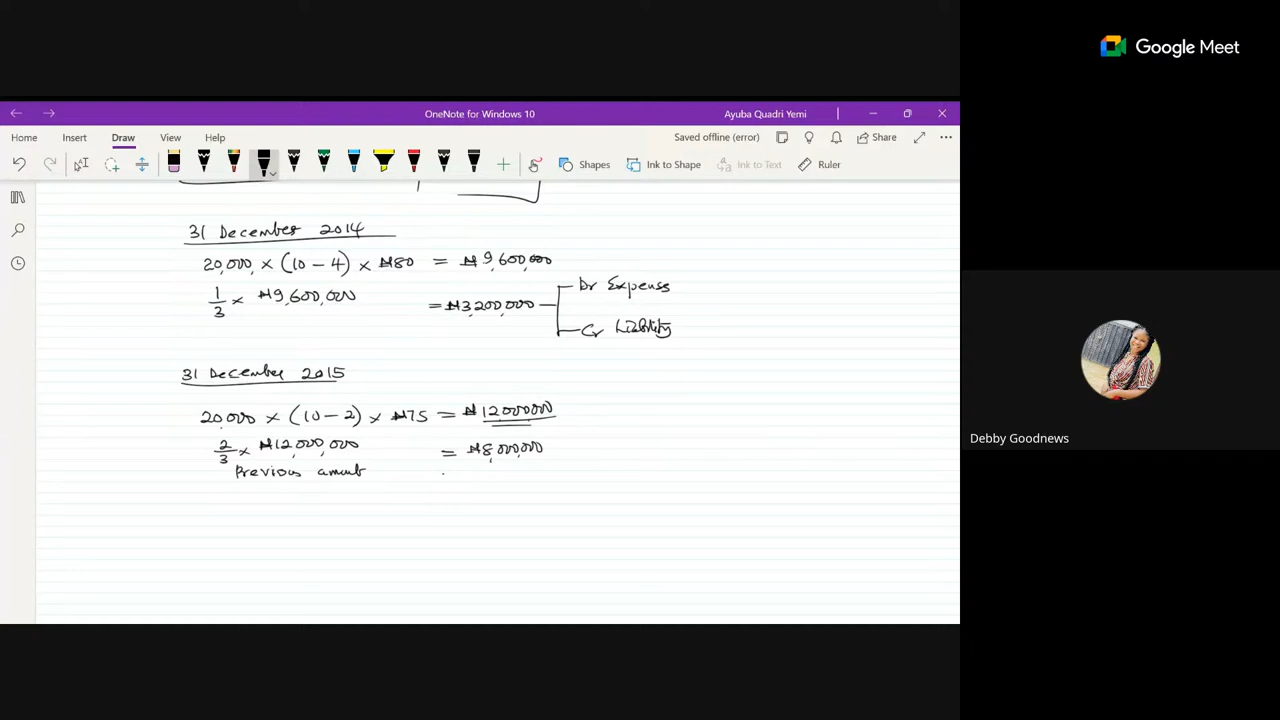 Google Meet
OneNote for Windows 10
Ayuba Quadri Yemi
Home Insert Draw View Help
Saved offline (error)
Share
Shapes
Ink to Shape
Ink to Text
Ruler
31 December 2014
20,000 × (10 – 4) × ₦80 = ₦9,600,000
Dr Expenses
1/3 × ₦9,600,000 = ₦3,200,000
Cr Liability
31 December 2015
20,000 × (10 – 2) × ₦75 = ₦12,000,000
2/3 × ₦12,000,000 = ₦8,000,000
Previous amount
Debby Goodnews